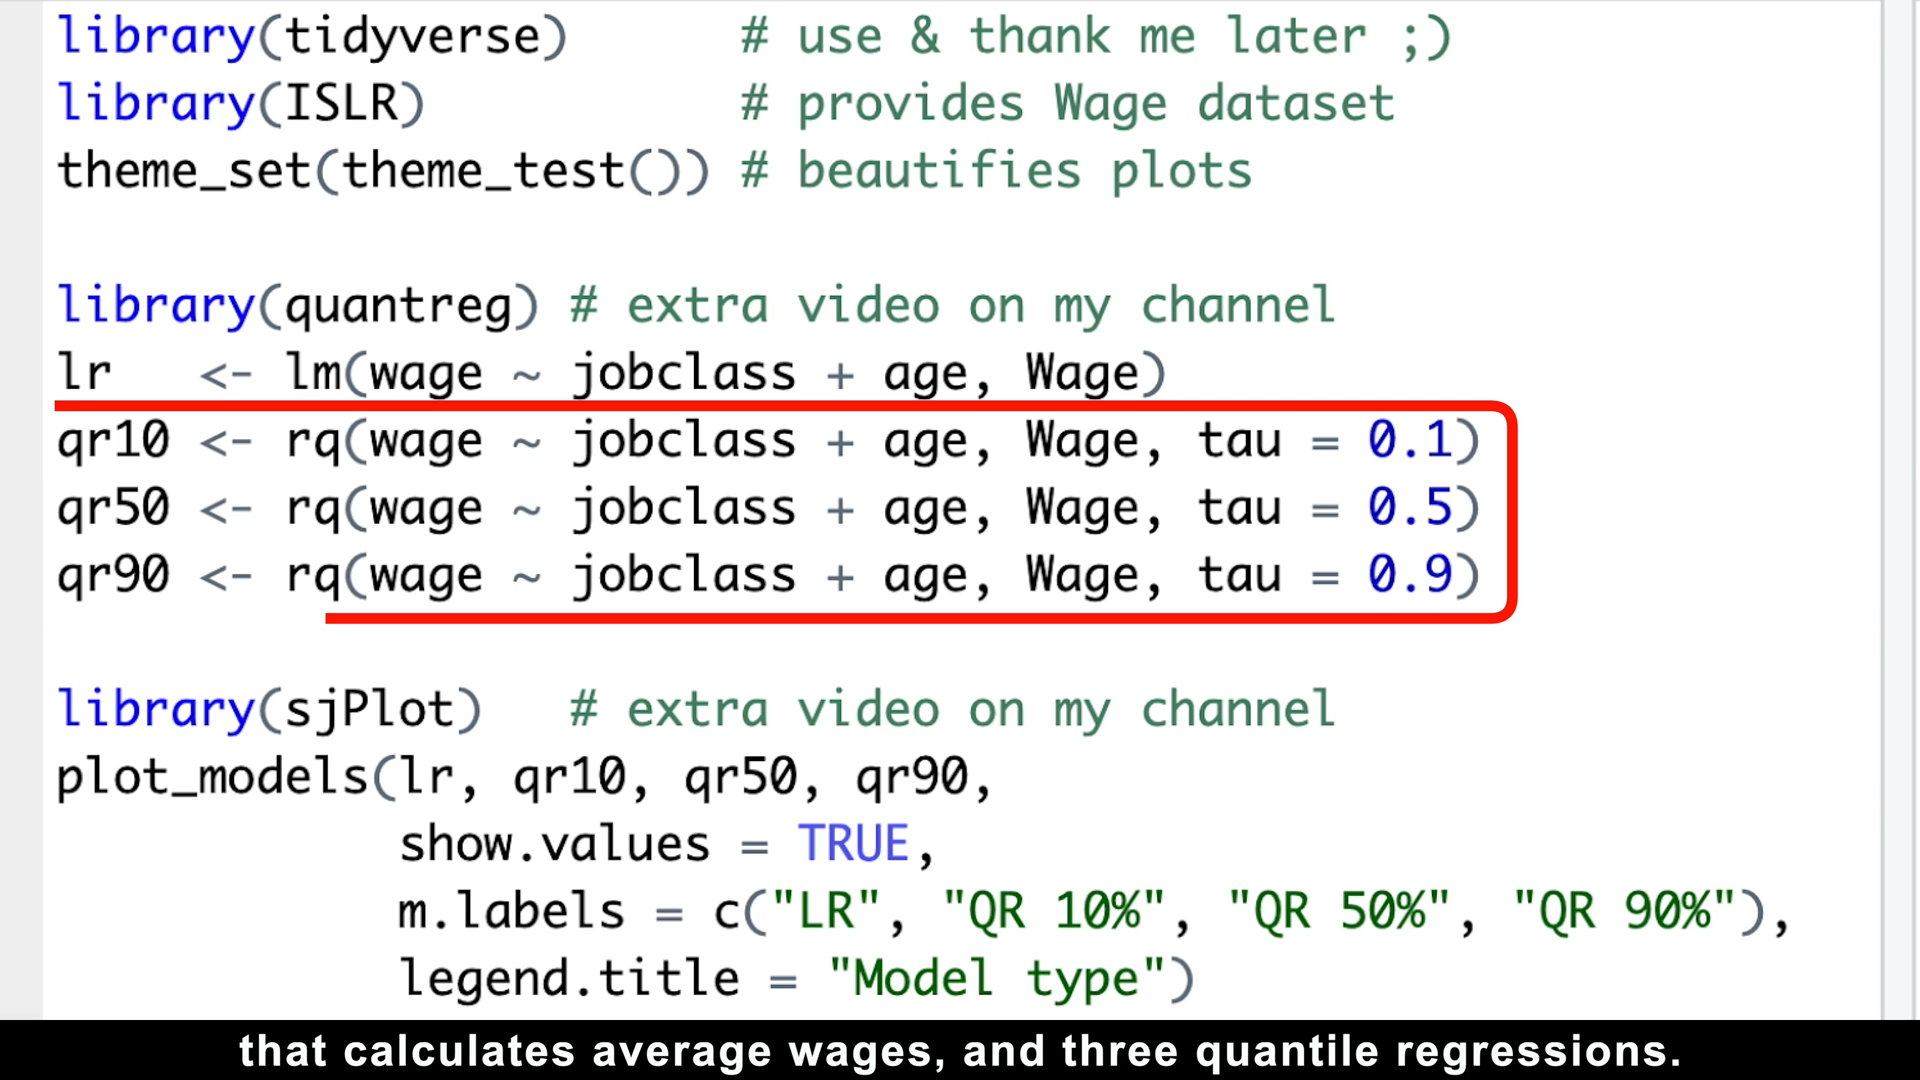 library(tidyverse)      # use & thank me later ;)
library(ISLR)           # provides Wage dataset
theme_set(theme_test()) # beautifies plots
library(quantreg) # extra video on my channel
lr   <- lm(wage ~ jobclass + age, Wage)
qr10 <- rq(wage ~ jobclass + age, Wage, tau = 0.1)
qr50 <- rq(wage ~ jobclass + age, Wage, tau = 0.5)
qr90 <- rq(wage ~ jobclass + age, Wage, tau = 0.9)
library(sjPlot)   # extra video on my channel
plot_models(lr, qr10, qr50, qr90,
            show.values = TRUE,
            m.labels = c("LR", "QR 10%", "QR 50%", "QR 90%"),
            legend.title = "Model type")
that calculates average wages, and three quantile regressions.